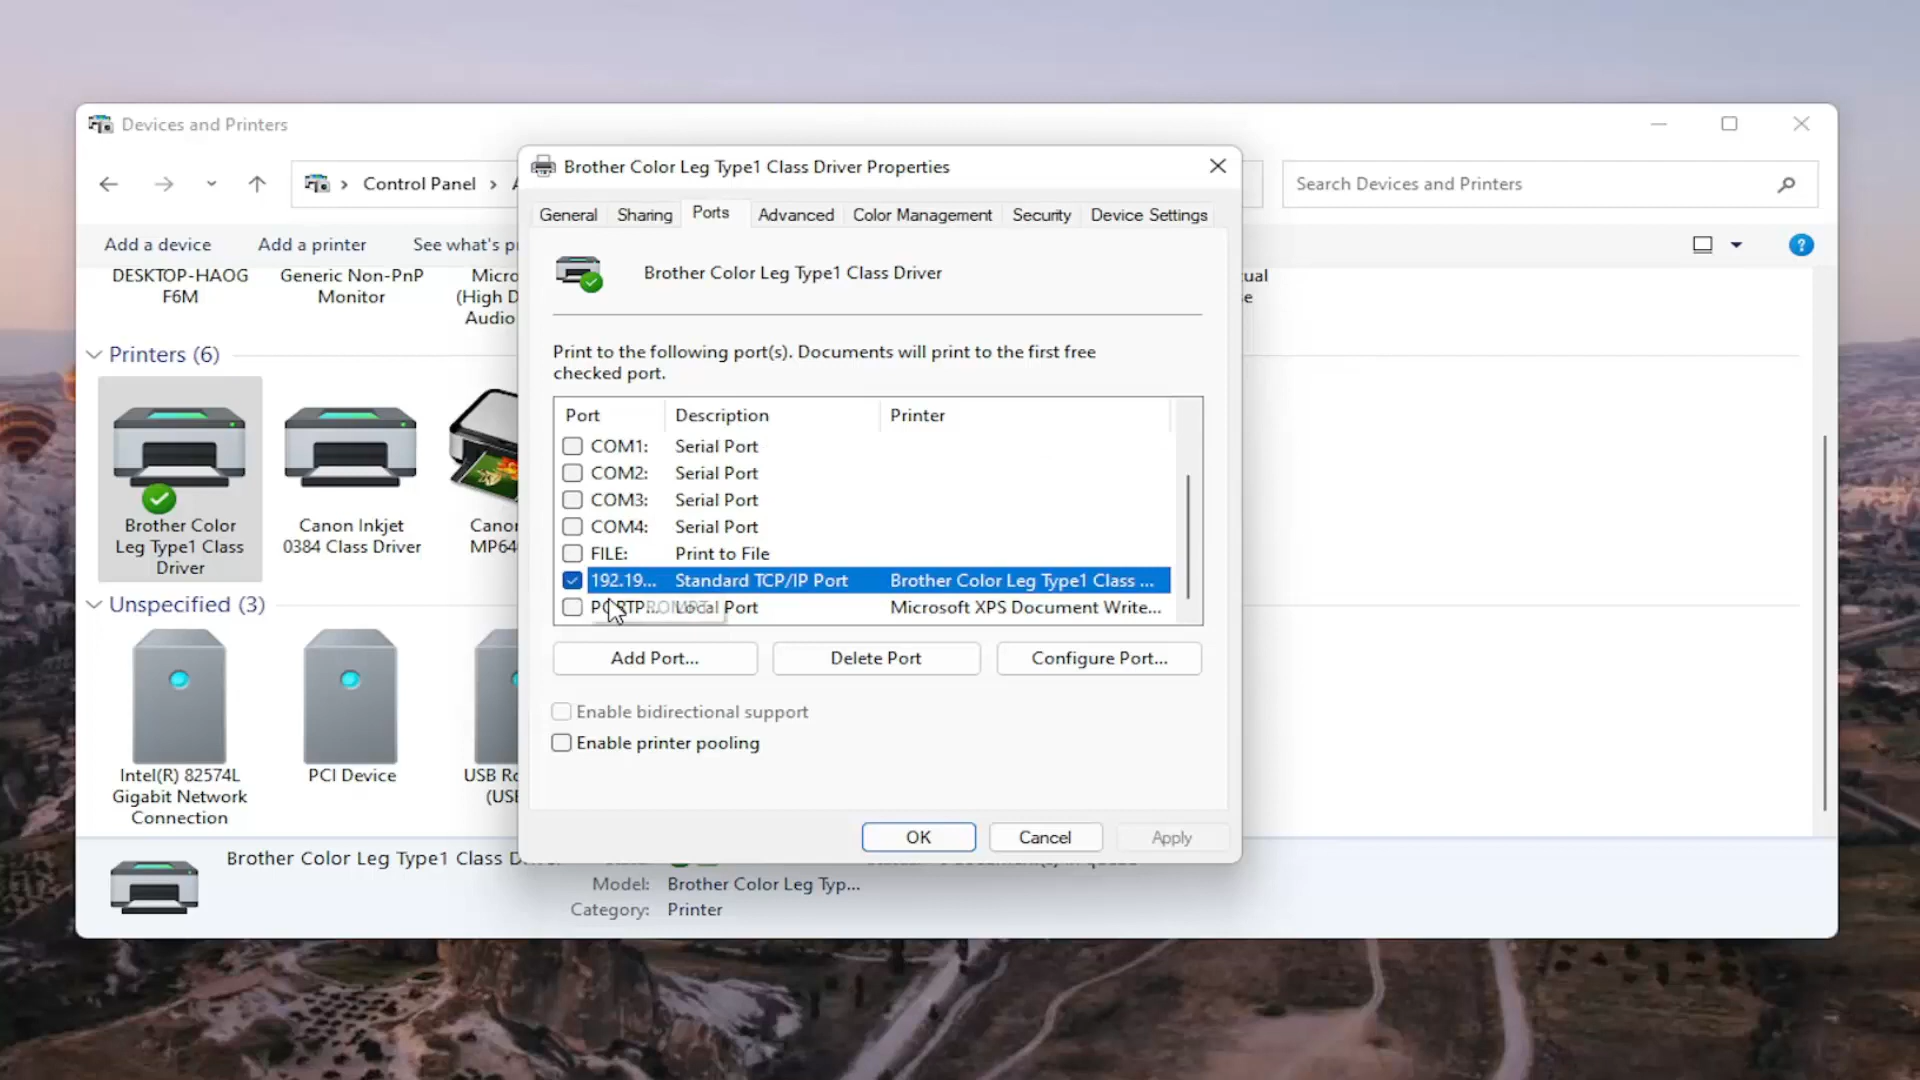 Devices and Printers
Control Panel
Search Devices and Printers
Add a device
Add a printer
See what's
DESKTOP-HAOG
F6M
Generic Non-PnP
Monitor
(High
Audio
Printers (6)
Brother Color
Leg Type1 Class
Driver
Canon Inkjet
0384 Class Driver
Unspecified (3)
Intel(R) 82574L
Gigabit Network
Connection
PCI Device
Brother Color Leg Type1 Class
Model: Brother Color Leg Typ...
Category: Printer
Brother Color Leg Type1 Class Driver Properties
General
Sharing
Ports
Advanced
Color Management
Security
Device Settings
Brother Color Leg Type1 Class Driver
Print to the following port(s). Documents will print to the first free
checked port.
Port Description Printer
COM1: Serial Port
COM2: Serial Port
COM3: Serial Port
COM4: Serial Port
FILE: Print to File
192.19... Standard TCP/IP Port Brother Color Leg Type1 Class ...
PORTP... Local Port Microsoft XPS Document Write...
Add Port...
Delete Port
Configure Port...
Enable bidirectional support
Enable printer pooling
OK
Cancel
Apply